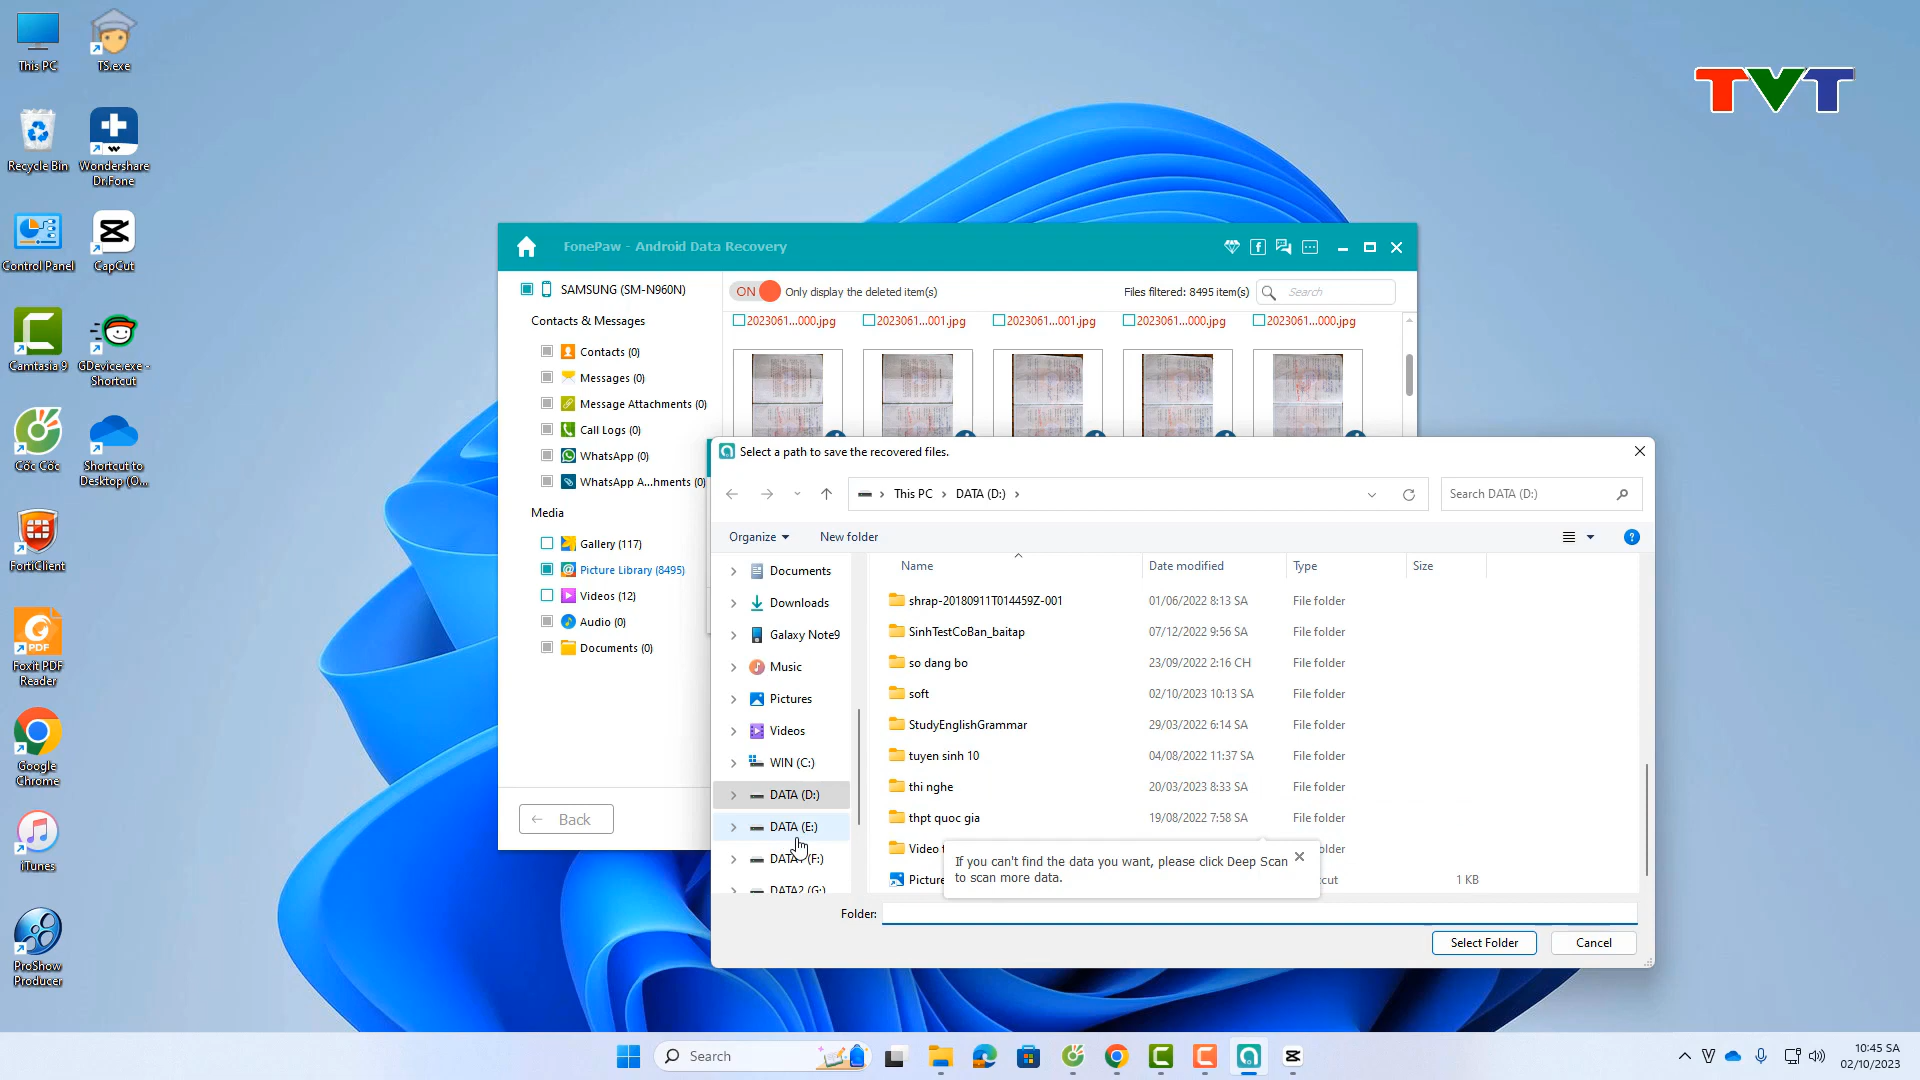 This PC
TS.exe
TVT
Recycle Bin
Wondershare
Dr.Fone
Control Panel
CapCut
FonePaw - Android Data Recovery
SAMSUNG (SM-N960N)
ON
Only display the deleted item(s)
Files filtered: 8495 item(s)
Search
Contacts & Messages
2023061...000.jpg
2023061...001.jpg
2023061...001.jpg
2023061...000.jpg
2023061...000.jpg
Camtasia 9
GDevice.exe -
Shortcut
Contacts (0)
Messages (0)
Message Attachments (0)
Call Logs (0)
WhatsApp (0)
WhatsApp A...hments (0)
Media
Gallery (117)
Picture Library (8495)
Videos (12)
Audio (0)
Documents (0)
Back
Cốc Cốc
Shortcut to
Desktop (O...
FortiClient
PDF
Foxit PDF
Reader
Google
Chrome
iTunes
ProShow
Producer
Select a path to save the recovered files.
This PC
DATA (D:)
Search DATA (D:)
Organize
New folder
Name
Date modified
Type
Size
Documents
Downloads
Galaxy Note9
Music
Pictures
Videos
WIN (C:)
DATA (D:)
DATA (E:)
(F:)
DATA2 (G:)
shrap-20180911T014459Z-001 01/06/2022 8:13 SA File folder
SinhTestCoBan_baitap 07/12/2022 9:56 SA File folder
so dang bo 23/09/2022 2:16 CH File folder
soft 02/10/2023 10:13 SA File folder
StudyEnglishGrammar 29/03/2022 6:14 SA File folder
tuyen sinh 10 04/08/2022 11:37 SA File folder
thi nghe 20/03/2023 8:33 SA File folder
thpt quoc gia 19/08/2022 7:58 SA File folder
Video
older
Picture
cut
1 KB
If you can't find the data you want, please click Deep Scan
to scan more data.
Folder:
Select Folder
Cancel
Search
10:45 SA
02/10/2023